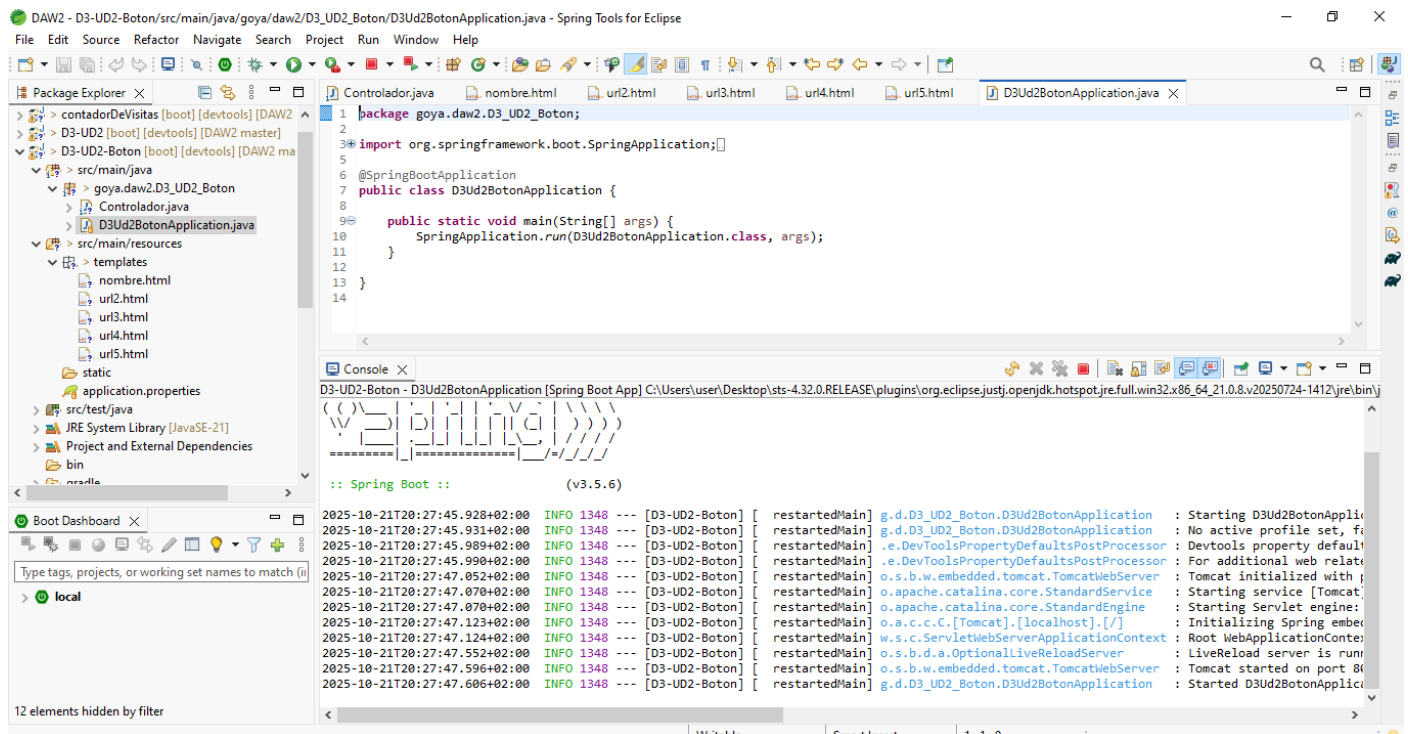 DAW2 - D3-UD2-Boton/src/main/java/goya/daw2/D3_UD2_Boton/D3Ud2BotonApplication.java - Spring Tools for Eclipse
File Edit Source Refactor Navigate Search Project Run Window Help
Package Explorer
> contadorDeVisitas [boot] [devtools] [DAW2
> D3-UD2 [boot] [devtools] [DAW2 master]
> D3-UD2-Boton [boot] [devtools] [DAW2 ma
> src/main/java
> goya.daw2.D3_UD2_Boton
> Controlador.java
D3Ud2BotonApplication.java
> src/main/resources
> templates
nombre.html
url2.html
url3.html
url4.html
url5.html
static
application.properties
src/test/java
JRE System Library [JavaSE-21]
Project and External Dependencies
bin
gradle
Boot Dashboard
Type tags, projects, or working set names to match (i
local
12 elements hidden by filter
Controlador.java nombre.html url2.html url3.html url4.html url5.html D3Ud2BotonApplication.java
1 package goya.daw2.D3_UD2_Boton;
2
3 import org.springframework.boot.SpringApplication;
5
6 @SpringBootApplication
7 public class D3Ud2BotonApplication {
8
9 public static void main(String[] args) {
10 SpringApplication.run(D3Ud2BotonApplication.class, args);
11 }
12
13 }
14
Console
D3-UD2-Boton - D3Ud2BotonApplication [Spring Boot App] C:\Users\user\Desktop\sts-4.32.0.RELEASE\plugins\org.eclipse.justj.openjdk.hotspot.jre.full.win32.x86_64_21.0.8.v20250724-1412\jre\bin\j
:: Spring Boot :: (v3.5.6)
2025-10-21T20:27:45.928+02:00 INFO 1348 --- [D3-UD2-Boton] [ restartedMain] g.d.D3_UD2_Boton.D3Ud2BotonApplication : Starting D3Ud2BotonAppli
2025-10-21T20:27:45.931+02:00 INFO 1348 --- [D3-UD2-Boton] [ restartedMain] g.d.D3_UD2_Boton.D3Ud2BotonApplication : No active profile set, fa
2025-10-21T20:27:45.989+02:00 INFO 1348 --- [D3-UD2-Boton] [ restartedMain] .e.DevToolsPropertyDefaultsPostProcessor : Devtools property default
2025-10-21T20:27:45.990+02:00 INFO 1348 --- [D3-UD2-Boton] [ restartedMain] .e.DevToolsPropertyDefaultsPostProcessor : For additional web relate
2025-10-21T20:27:47.052+02:00 INFO 1348 --- [D3-UD2-Boton] [ restartedMain] o.s.b.w.embedded.tomcat.TomcatWebServer : Tomcat initialized with p
2025-10-21T20:27:47.070+02:00 INFO 1348 --- [D3-UD2-Boton] [ restartedMain] o.apache.catalina.core.StandardService : Starting service [Tomcat]
2025-10-21T20:27:47.070+02:00 INFO 1348 --- [D3-UD2-Boton] [ restartedMain] o.apache.catalina.core.StandardEngine : Starting Servlet engine:
2025-10-21T20:27:47.123+02:00 INFO 1348 --- [D3-UD2-Boton] [ restartedMain] o.a.c.c.C.[Tomcat].[localhost].[/] : Initializing Spring embed
2025-10-21T20:27:47.124+02:00 INFO 1348 --- [D3-UD2-Boton] [ restartedMain] w.s.c.ServletWebServerApplicationContext : Root WebApplicationContex
2025-10-21T20:27:47.552+02:00 INFO 1348 --- [D3-UD2-Boton] [ restartedMain] o.s.b.d.a.OptionalLiveReloadServer : LiveReload server is runn
2025-10-21T20:27:47.596+02:00 INFO 1348 --- [D3-UD2-Boton] [ restartedMain] o.s.b.w.embedded.tomcat.TomcatWebServer : Tomcat started on port 80
2025-10-21T20:27:47.606+02:00 INFO 1348 --- [D3-UD2-Boton] [ restartedMain] g.d.D3_UD2_Boton.D3Ud2BotonApplication : Started D3Ud2BotonApplica